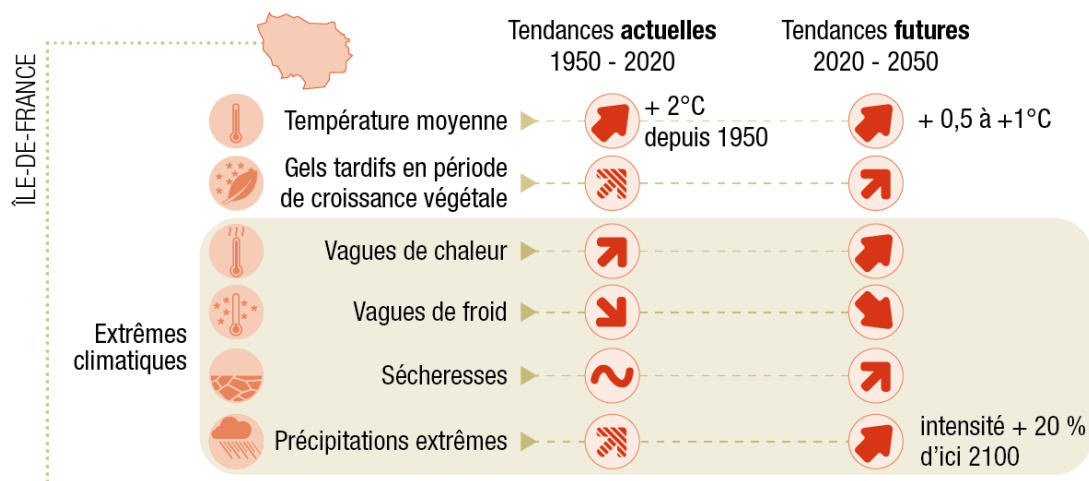 ÎLE-DE-FRANCE
Tendances actuelles
1950 - 2020
Tendances futures
2020 - 2050
Température moyenne
+ 2°C
depuis 1950
+ 0,5 à +1°C
Gels tardifs en période
de croissance végétale
Extrêmes
climatiques
Vagues de chaleur
Vagues de froid
Sécheresses
Précipitations extrêmes
intensité + 20 %
d'ici 2100